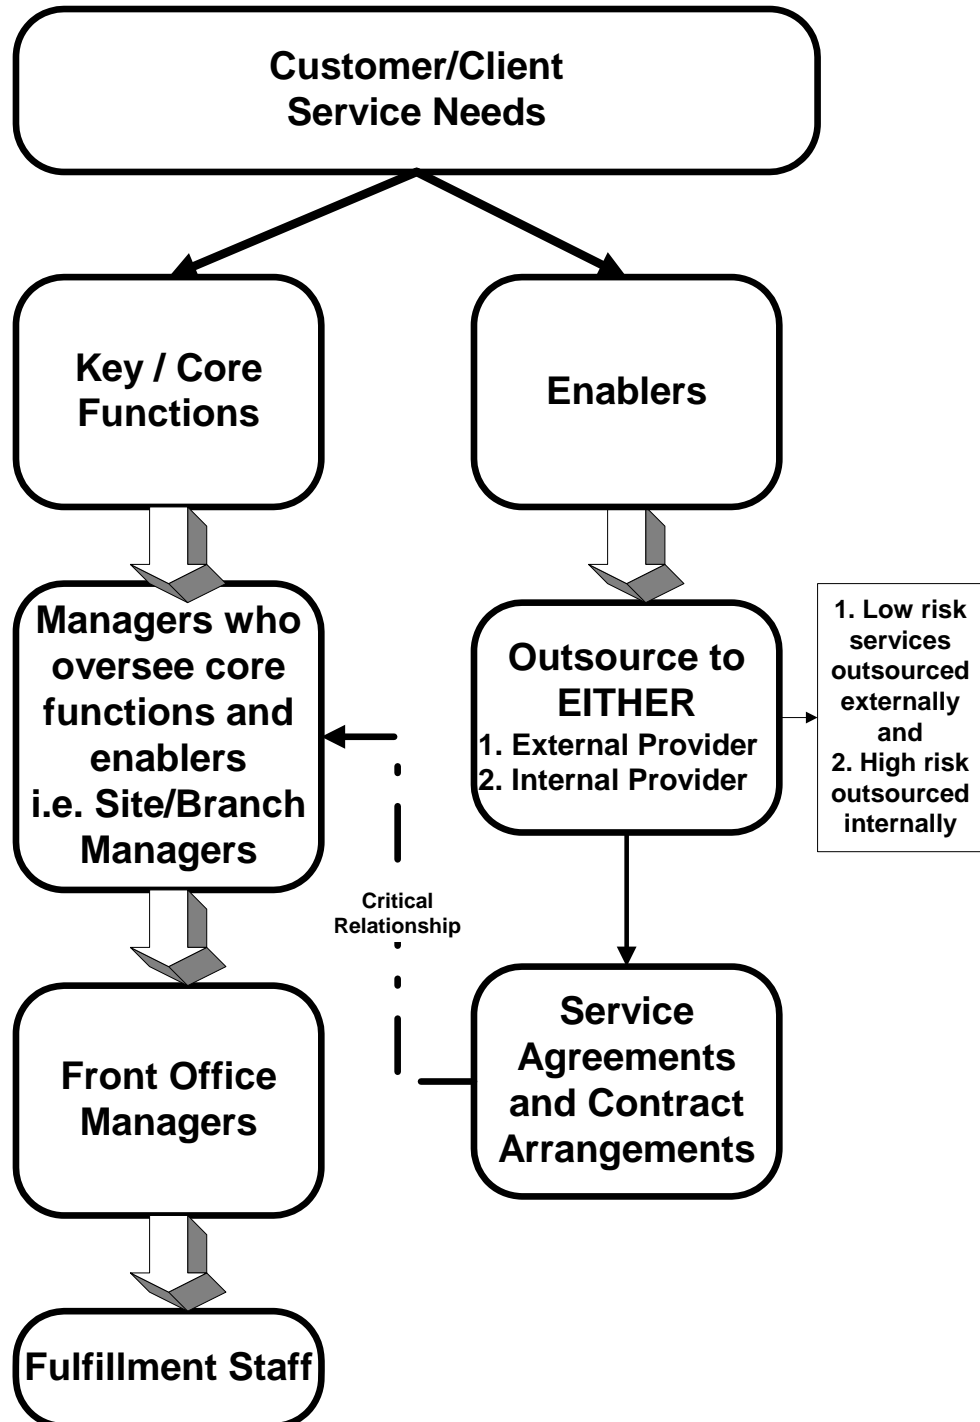 Customer/Client
Service Needs
Key / Core
Functions
Enablers
Managers who
oversee core
functions and
enablers
i.e. Site/Branch
Managers
Outsource to
EITHER
1. External Provider
2. Internal Provider
1. Low risk
services
outsourced
externally
and
2. High risk
outsourced
internally
Critical
Relationship
Front Office
Managers
Service
Agreements
and Contract
Arrangements
Fulfillment Staff